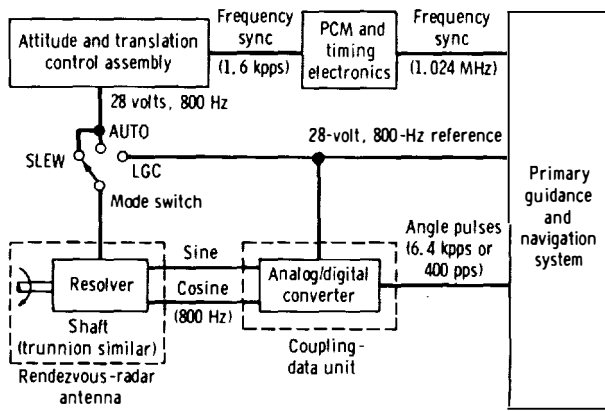 Attitude and translation
control assembly
Frequency
sync
(1.6 kpps)
PCM and
timing
electronics
Frequency
sync
(1.024 MHz)
28 volts, 800 Hz
AUTO
SLEW
LGC
Mode switch
28-volt, 800-Hz reference
Primary
guidance
and
navigation
system
Resolver
Sine
Cosine
(800 Hz)
Analog/digital
converter
Angle pulses
(6.4 kpps or
400 pps)
Shaft
(trunnion similar)
Rendezvous-radar
antenna
Coupling-
data unit